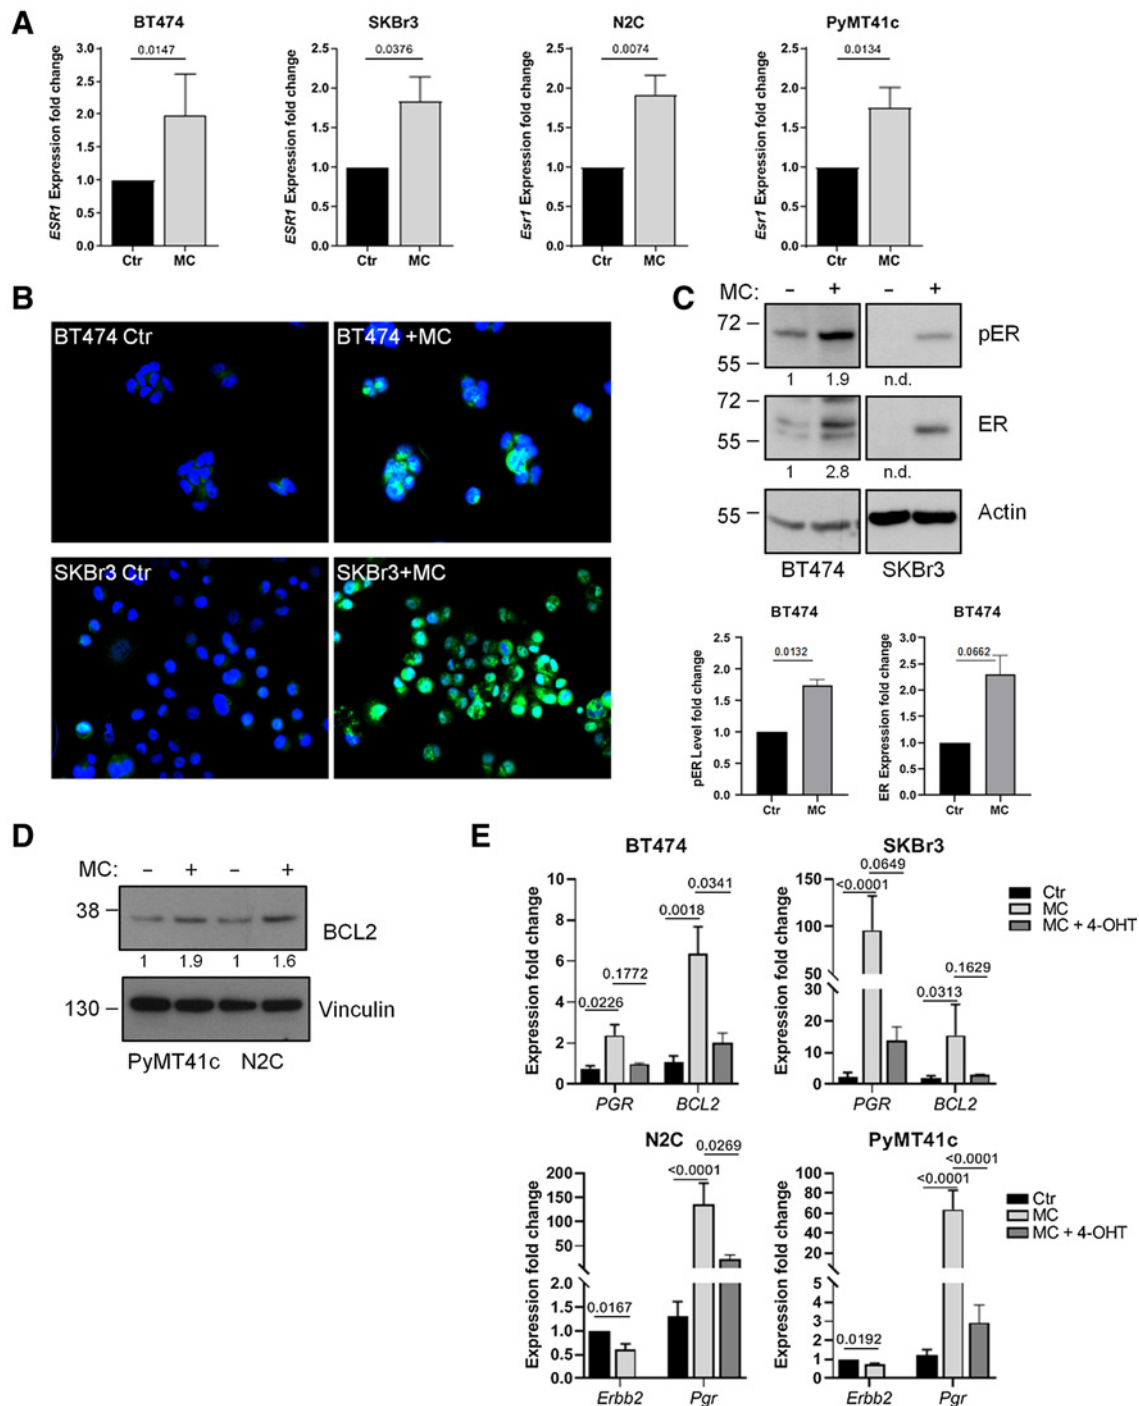 A
BT474
ESR1 Expression fold change
3.0
2.5
2.0
1.5
1.0
0.5
0.0
0.0147
Ctr MC
SKBr3
ESR1 Expression fold change
2.5
2.0
1.5
1.0
0.5
0.0
0.0376
Ctr MC
N2C
Esr1 Expression fold change
2.5
2.0
1.5
1.0
0.5
0.0
0.0074
Ctr MC
PyMT41c
Esr1 Expression fold change
2.5
2.0
1.5
1.0
0.5
0.0
0.0134
Ctr MC
B
BT474 Ctr
BT474 +MC
SKBr3 Ctr
SKBr3+MC
C
MC: – + – +
72
55
pER
1 1.9 n.d.
72
55
ER
1 2.8 n.d.
55
Actin
BT474 SKBr3
BT474
pER Level fold change
2.5
2.0
1.5
1.0
0.5
0.0
0.0132
Ctr MC
BT474
ER Expression fold change
3.0
2.5
2.0
1.5
1.0
0.5
0.0
0.0662
Ctr MC
D
MC: – + – +
38
BCL2
1 1.9 1 1.6
130
Vinculin
PyMT41c N2C
E
BT474
Expression fold change
10
8
6
4
2
0
0.0226
0.1772
0.0018
0.0341
PGR BCL2
SKBr3
Expression fold change
150
100
50
30
20
10
0
<0.0001
0.0649
0.0313
0.1629
PGR BCL2
Ctr
MC
MC + 4-OHT
N2C
Expression fold change
200
150
100
50
2.0
1.5
1.0
0.5
0.0
0.0167
<0.0001
0.0269
Erbb2 Pgr
PyMT41c
Expression fold change
100
80
60
40
20
5
4
3
2
1
0
0.0192
<0.0001
<0.0001
Erbb2 Pgr
Ctr
MC
MC + 4-OHT